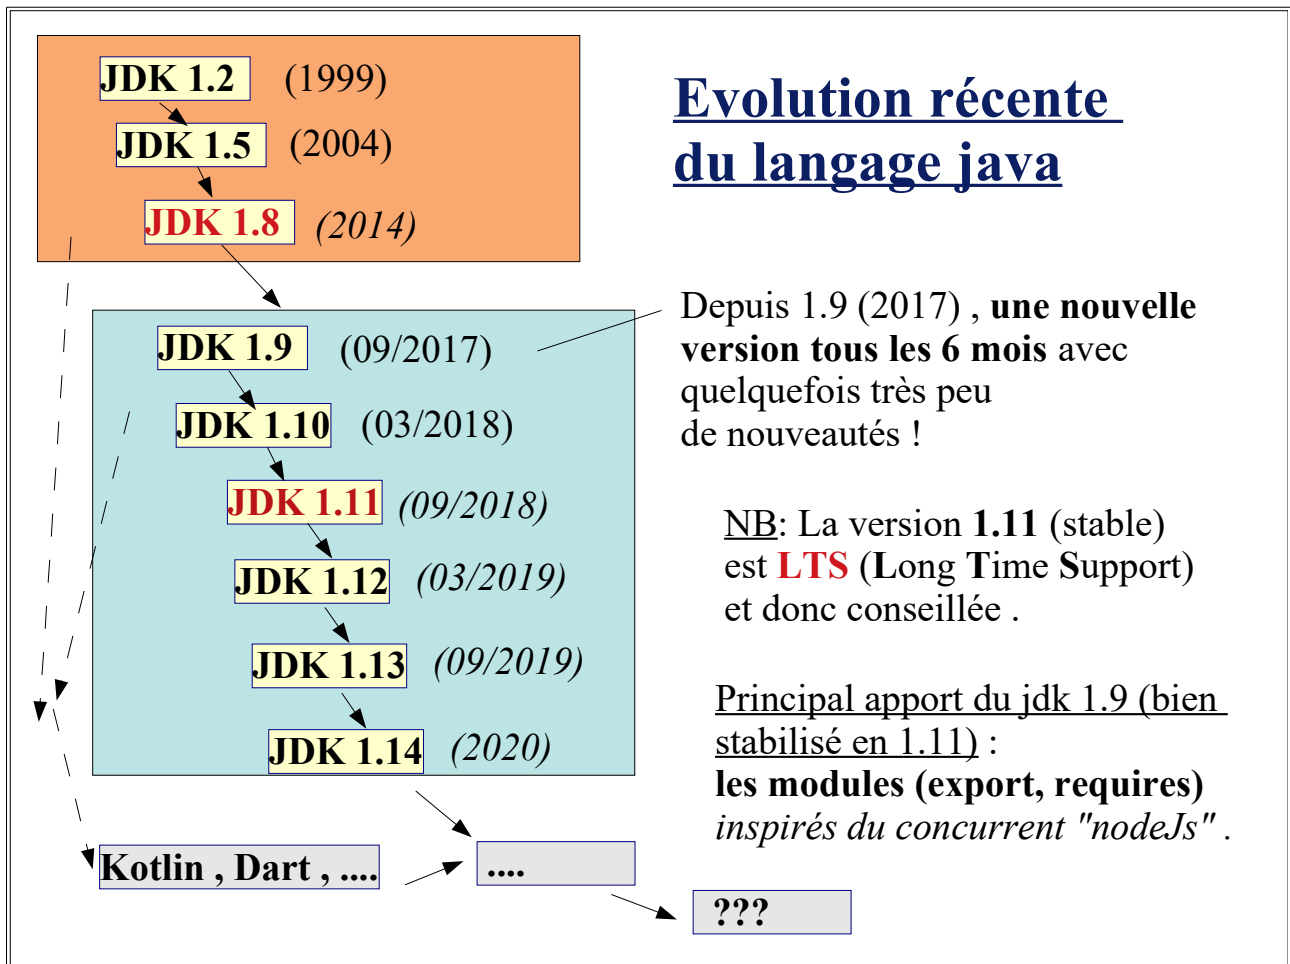 JDK 1.2 (1999)
JDK 1.5 (2004)
JDK 1.8 (2014)
Evolution récente
du langage java
JDK 1.9 (09/2017)
JDK 1.10 (03/2018)
JDK 1.11 (09/2018)
JDK 1.12 (03/2019)
JDK 1.13 (09/2019)
JDK 1.14 (2020)
Depuis 1.9 (2017) , une nouvelle
version tous les 6 mois avec
quelquefois très peu
de nouveautés !
NB: La version 1.11 (stable)
est LTS (Long Time Support)
et donc conseillée .
Principal apport du jdk 1.9 (bien
stabilisé en 1.11) :
les modules (export, requires)
inspirés du concurrent "nodeJs" .
Kotlin , Dart , ....
....
???